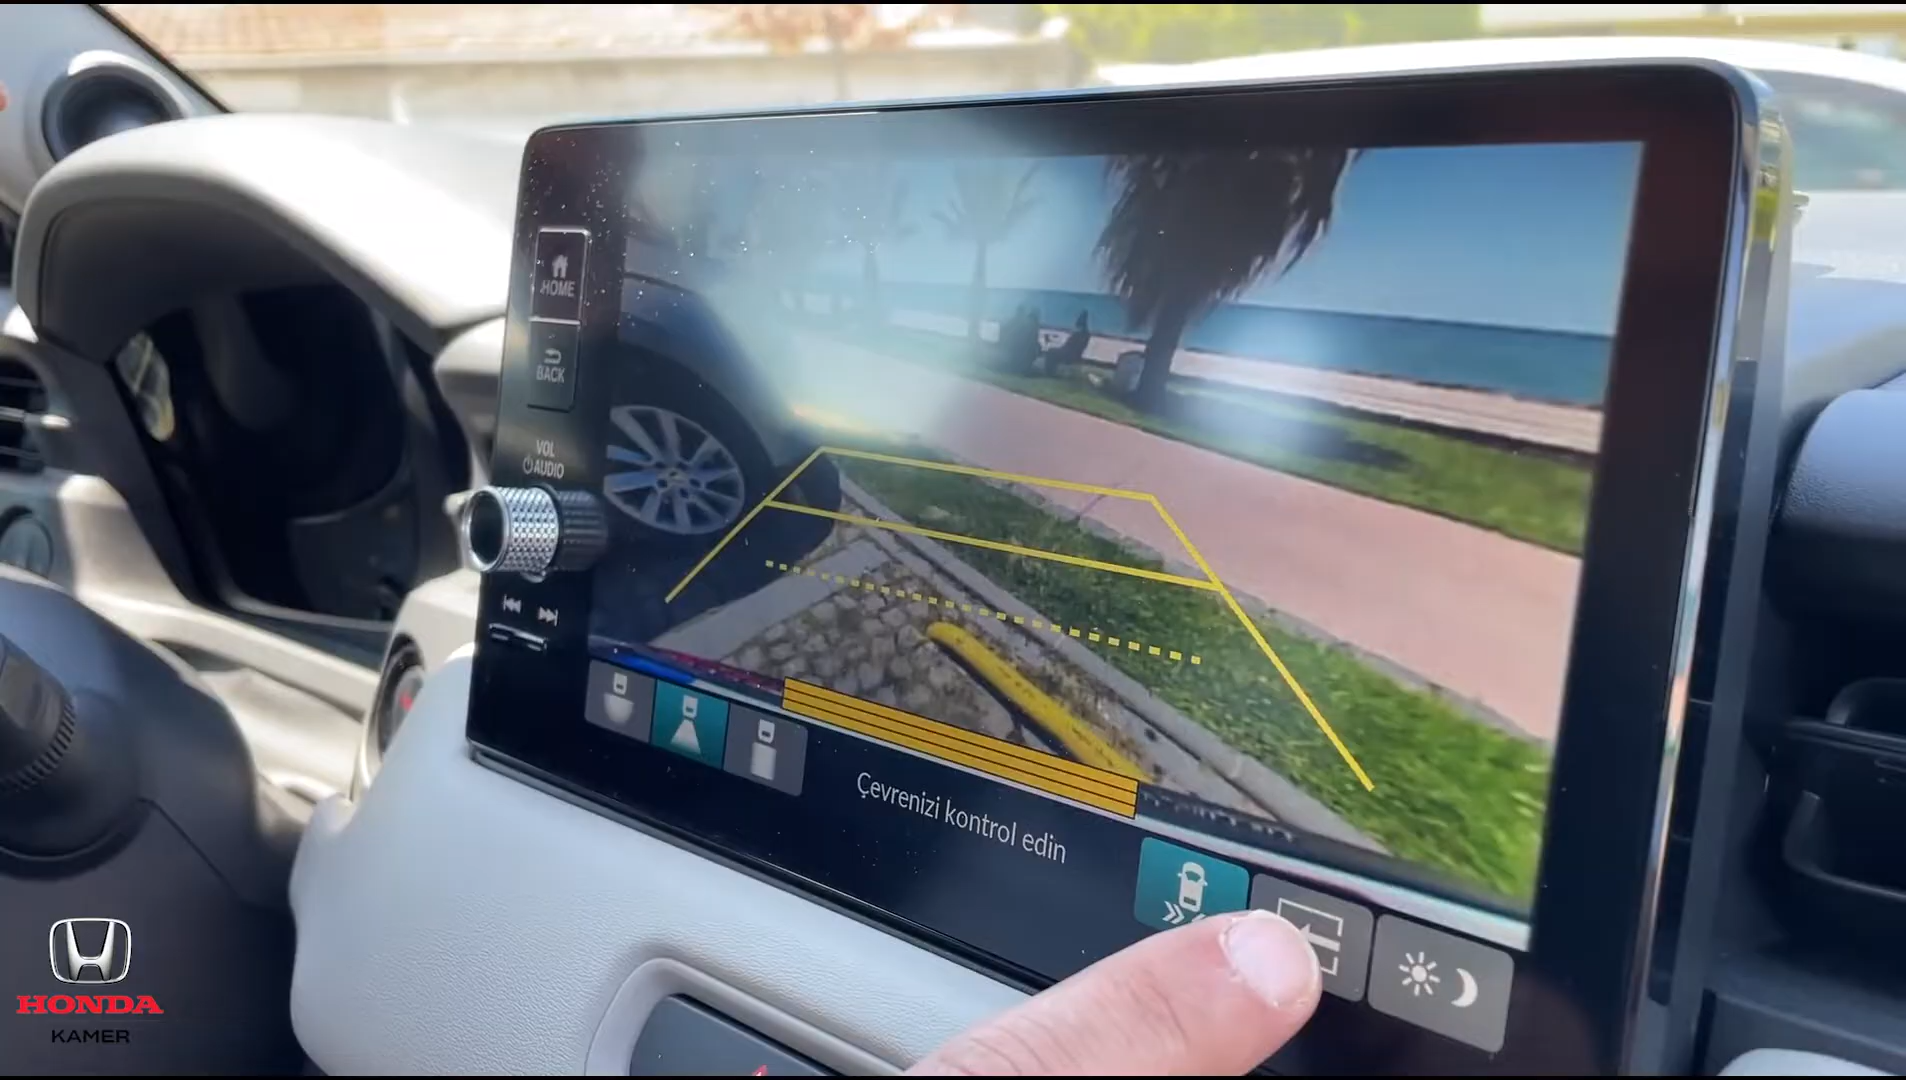 HOME
BACK
VOL
AUDIO
Çevrenizi kontrol edin
HONDA
KAMER